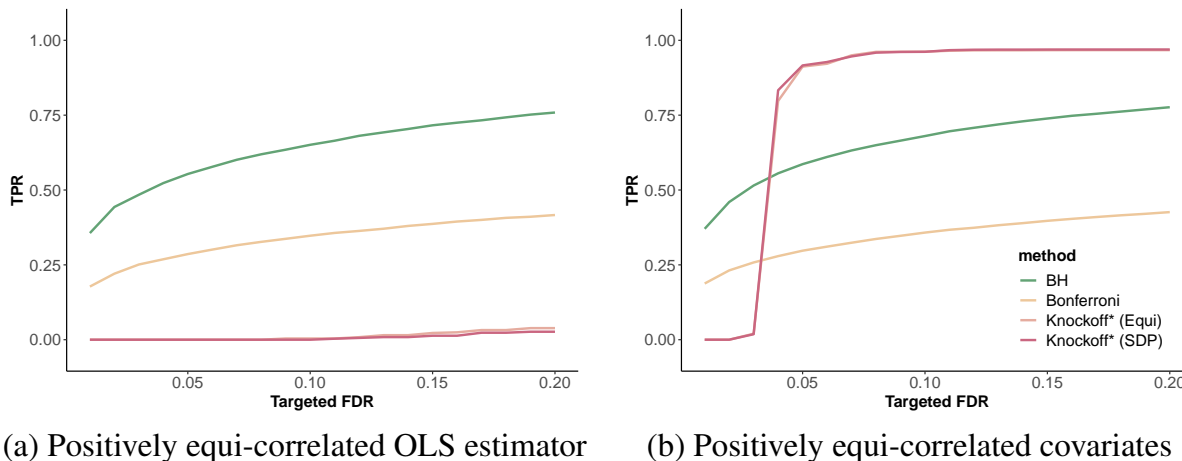 1.00
0.75
0.50
0.25
0.00
TPR
0.05 0.10 0.15 0.20
Targeted FDR
(a) Positively equi-correlated OLS estimator
1.00
0.75
0.50
0.25
0.00
TPR
method
BH
Bonferroni
Knockoff* (Equi)
Knockoff* (SDP)
0.05 0.10 0.15 0.20
Targeted FDR
(b) Positively equi-correlated covariates